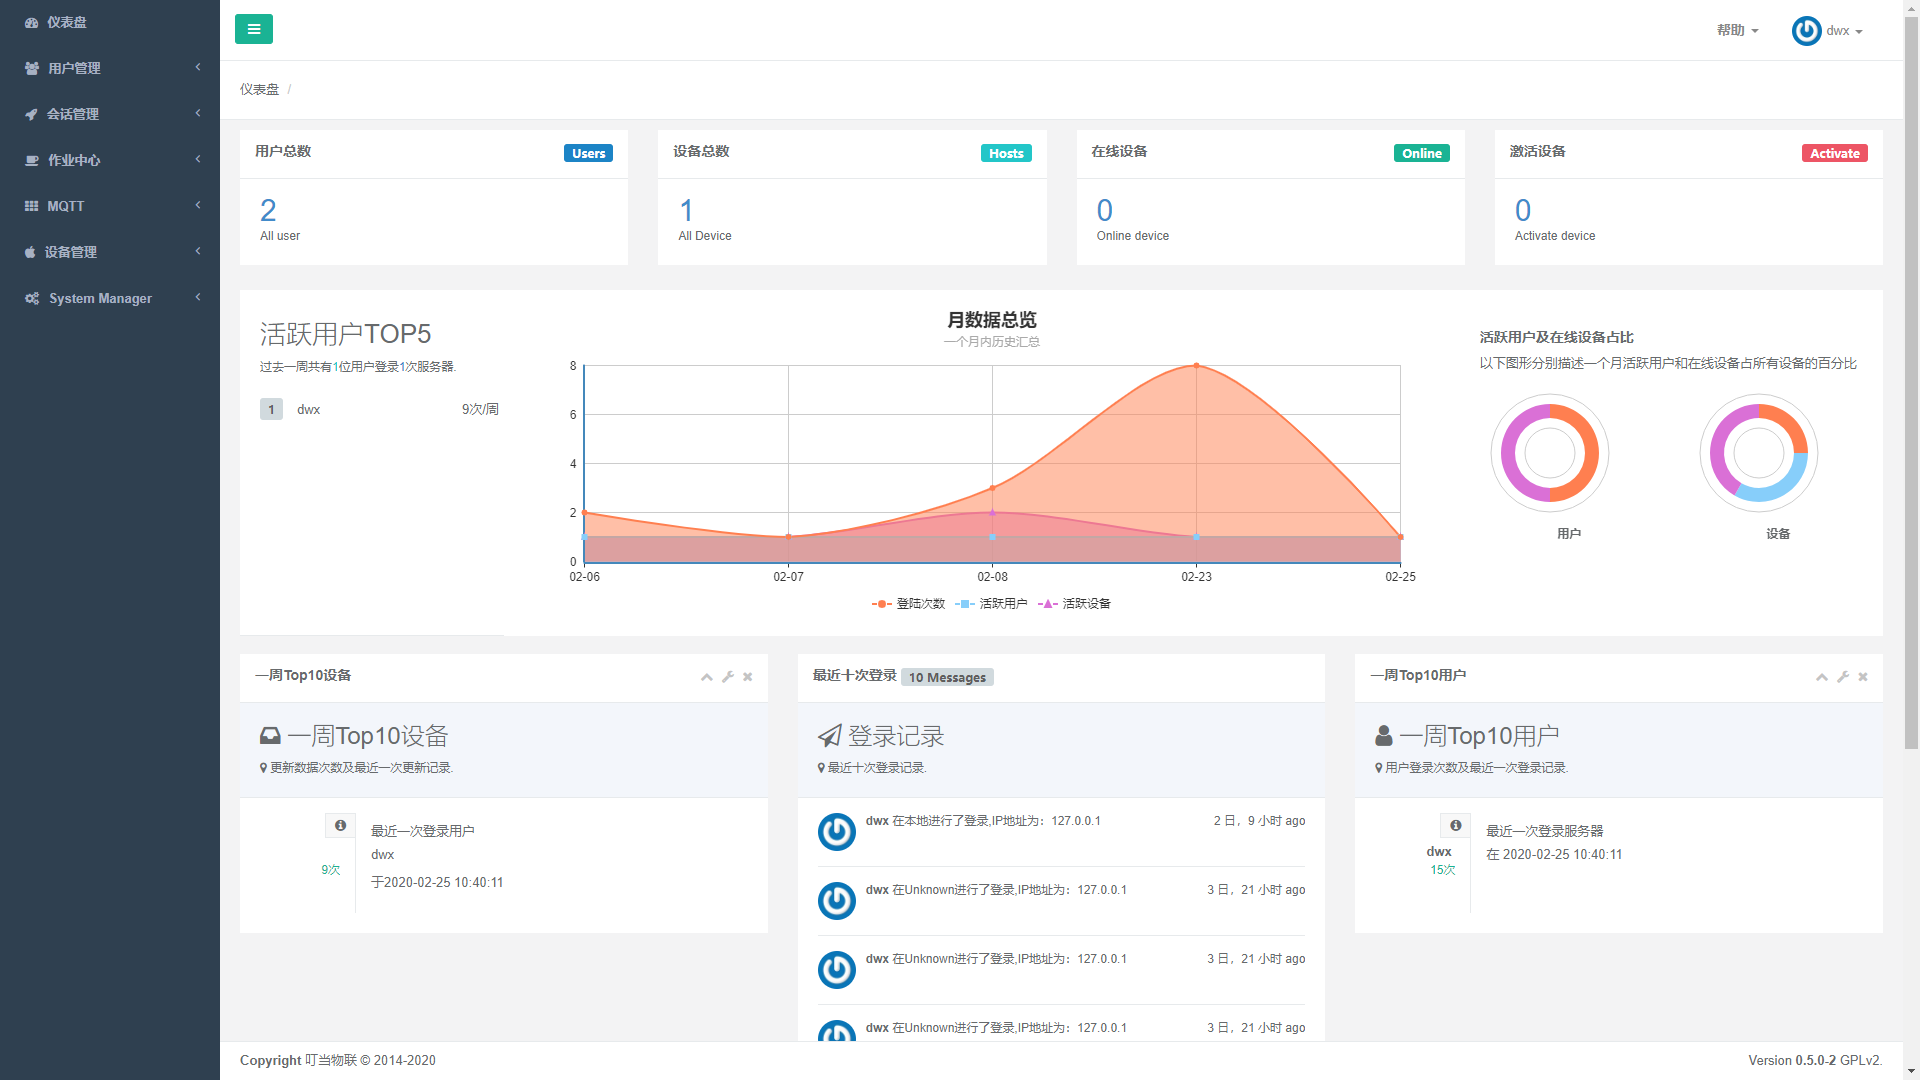 仪表盘
用户管理
会话管理
作业中心
MQTT
设备管理
System Manager
帮助
dwx
仪表盘 /
用户总数 Users
2
All user
设备总数 Hosts
1
All Device
在线设备 Online
0
Online device
激活设备 Activate
0
Activate device
活跃用户TOP5
过去一周共有1位用户登录1次服务器.
1 dwx 9次/周
月数据总览
一个月内历史汇总
8
6
4
2
0
02-06 02-07 02-08 02-23 02-25
登陆次数 活跃用户 活跃设备
活跃用户及在线设备占比
以下图形分别描述一个月活跃用户和在线设备占所有设备的百分比
用户 设备
一周Top10设备
一周Top10设备
更新数据次数及最近一次更新记录.
9次
最近一次登录用户
dwx
于2020-02-25 10:40:11
最近十次登录 10 Messages
登录记录
最近十次登录记录.
dwx 在本地进行了登录,IP地址为：127.0.0.1 2 日，9 小时 ago
dwx 在Unknown进行了登录,IP地址为：127.0.0.1 3 日，21 小时 ago
dwx 在Unknown进行了登录,IP地址为：127.0.0.1 3 日，21 小时 ago
dwx 在Unknown进行了登录,IP地址为：127.0.0.1 3 日，21 小时 ago
一周Top10用户
一周Top10用户
用户登录次数及最近一次登录记录.
dwx
15次
最近一次登录服务器
在 2020-02-25 10:40:11
Copyright 叮当物联 © 2014-2020
Version 0.5.0-2 GPLv2.